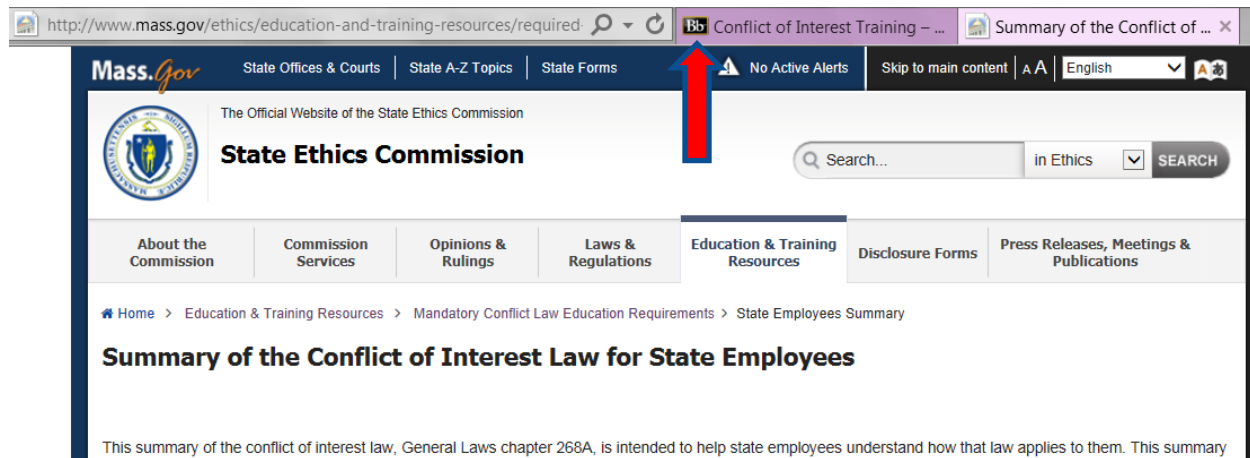 http://www.mass.gov/ethics/education-and-training-resources/required- Bb Conflict of Interest Training – ... Summary of the Conflict of ... ×
Mass.Gov State Offices & Courts State A-Z Topics State Forms No Active Alerts Skip to main content A A English
The Official Website of the State Ethics Commission
State Ethics Commission
Search... in Ethics SEARCH
About the Commission Commission Services Opinions & Rulings Laws & Regulations Education & Training Resources Disclosure Forms Press Releases, Meetings & Publications
Home > Education & Training Resources > Mandatory Conflict Law Education Requirements > State Employees Summary
Summary of the Conflict of Interest Law for State Employees
This summary of the conflict of interest law, General Laws chapter 268A, is intended to help state employees understand how that law applies to them. This summary